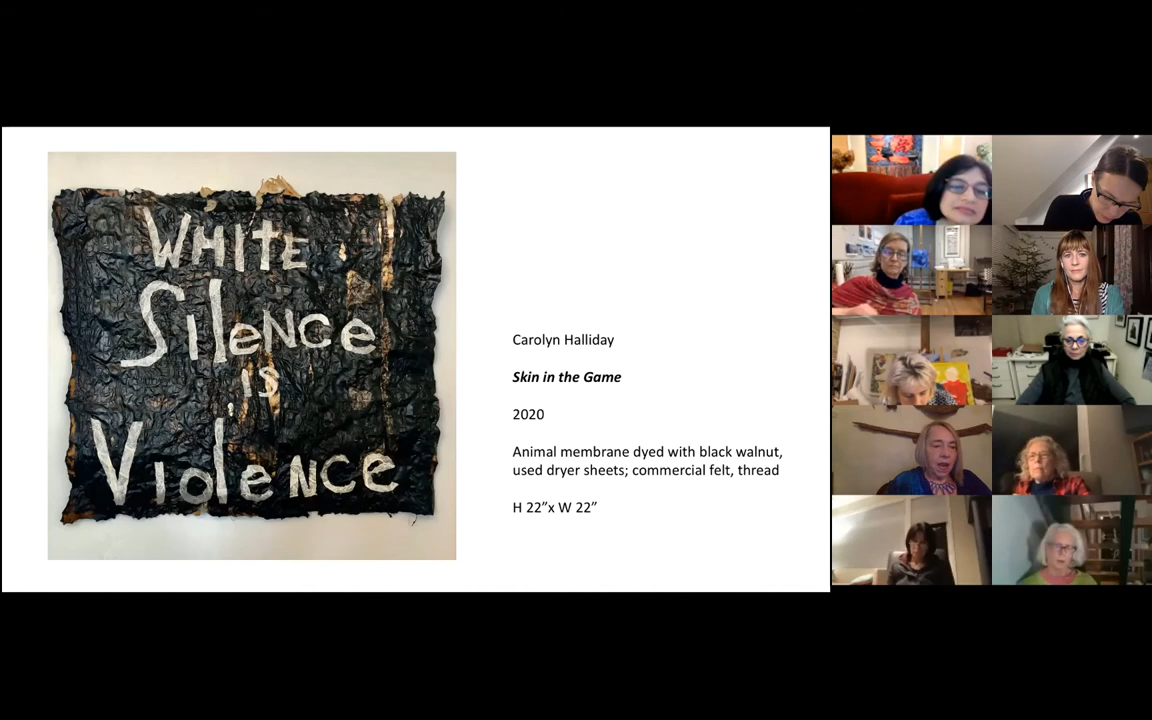 WHITE
SileNce
is
VioleNce
Carolyn Halliday
Skin in the Game
2020
Animal membrane dyed with black walnut,
used dryer sheets; commercial felt, thread
H 22”x W 22”